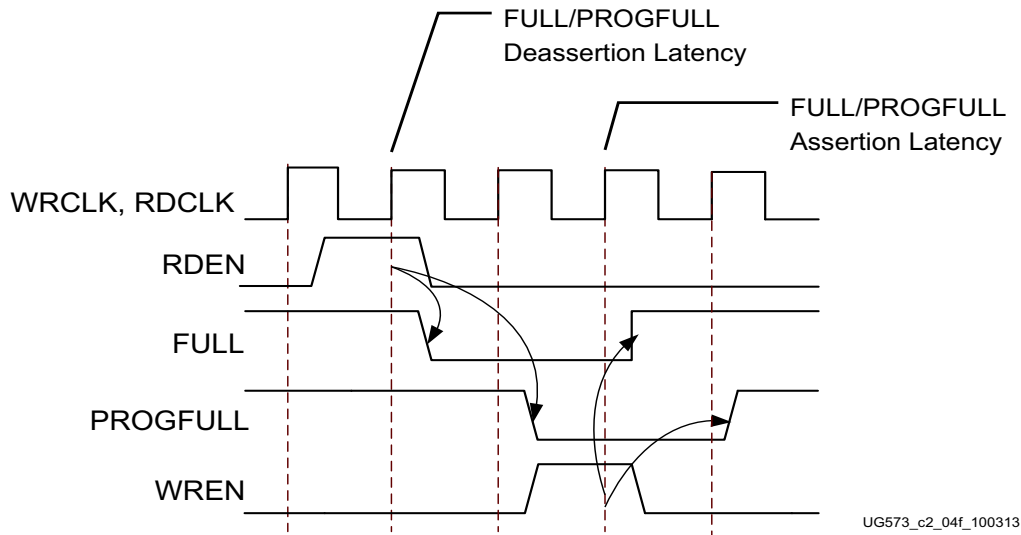 FULL/PROGFULL
Deassertion Latency
FULL/PROGFULL
Assertion Latency
WRCLK, RDCLK
RDEN
FULL
PROGFULL
WREN
UG573_c2_04f_100313